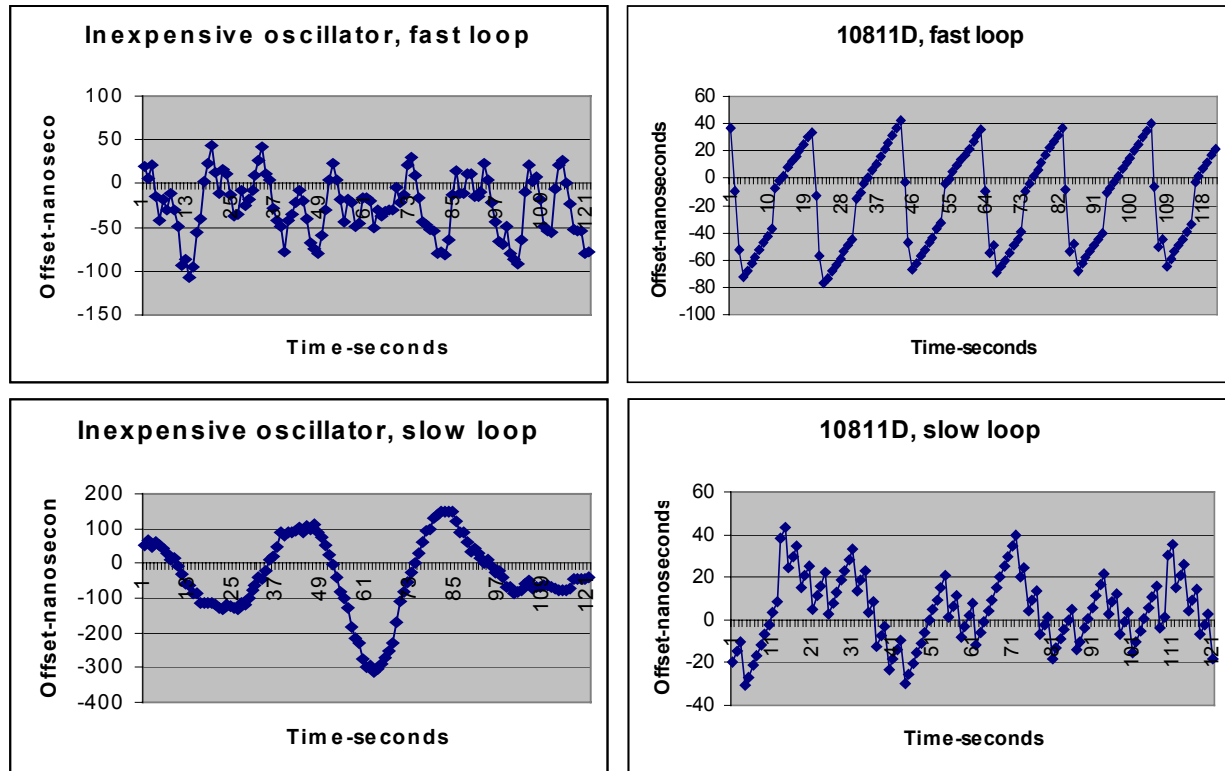 Inexpensive oscillator, fast loop
100
50
0
-50
-100
-150
1 13 25 37 49 61 73 85 97 109 121
Offset-nanoseco
Time-seconds
10811D, fast loop
60
40
20
0
-20
-40
-60
-80
-100
1 10 19 28 37 46 55 64 73 82 91 100 109 118
Offset-nanoseconds
Time-seconds
Inexpensive oscillator, slow loop
200
100
0
-100
-200
-300
-400
1 13 25 37 49 61 73 85 97 109 121
Offset-nanosecon
Time-seconds
10811D, slow loop
60
40
20
0
-20
-40
1 11 21 31 41 51 61 71 81 91 101 111 121
Offset-nanoseconds
Time-seconds